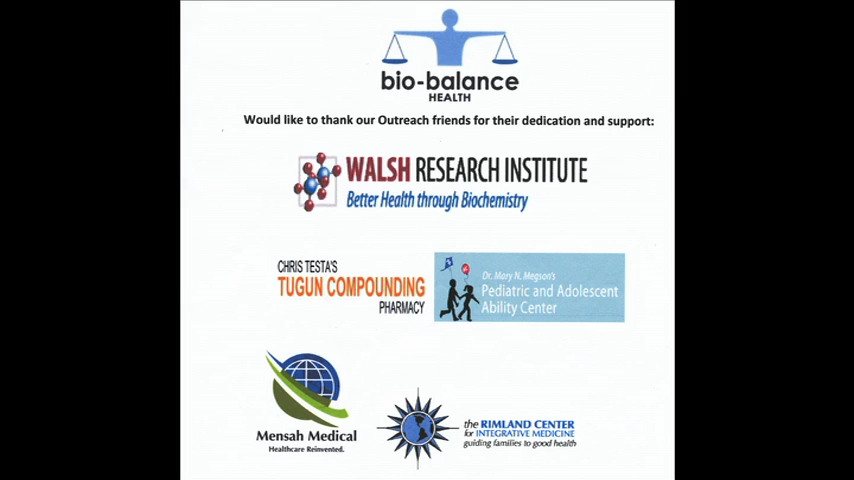 bio-balance
HEALTH
Would like to thank our Outreach friends for their dedication and support:
WALSH RESEARCH INSTITUTE
Better Health through Biochemistry
CHRIS TESTA'S
TUGUN COMPOUNDING
PHARMACY
Dr. Mary N. Megson's
Pediatric and Adolescent
Ability Center
Mensah Medical
Healthcare Reinvented.
the RIMLAND CENTER
for INTEGRATIVE MEDICINE
guiding families to good health